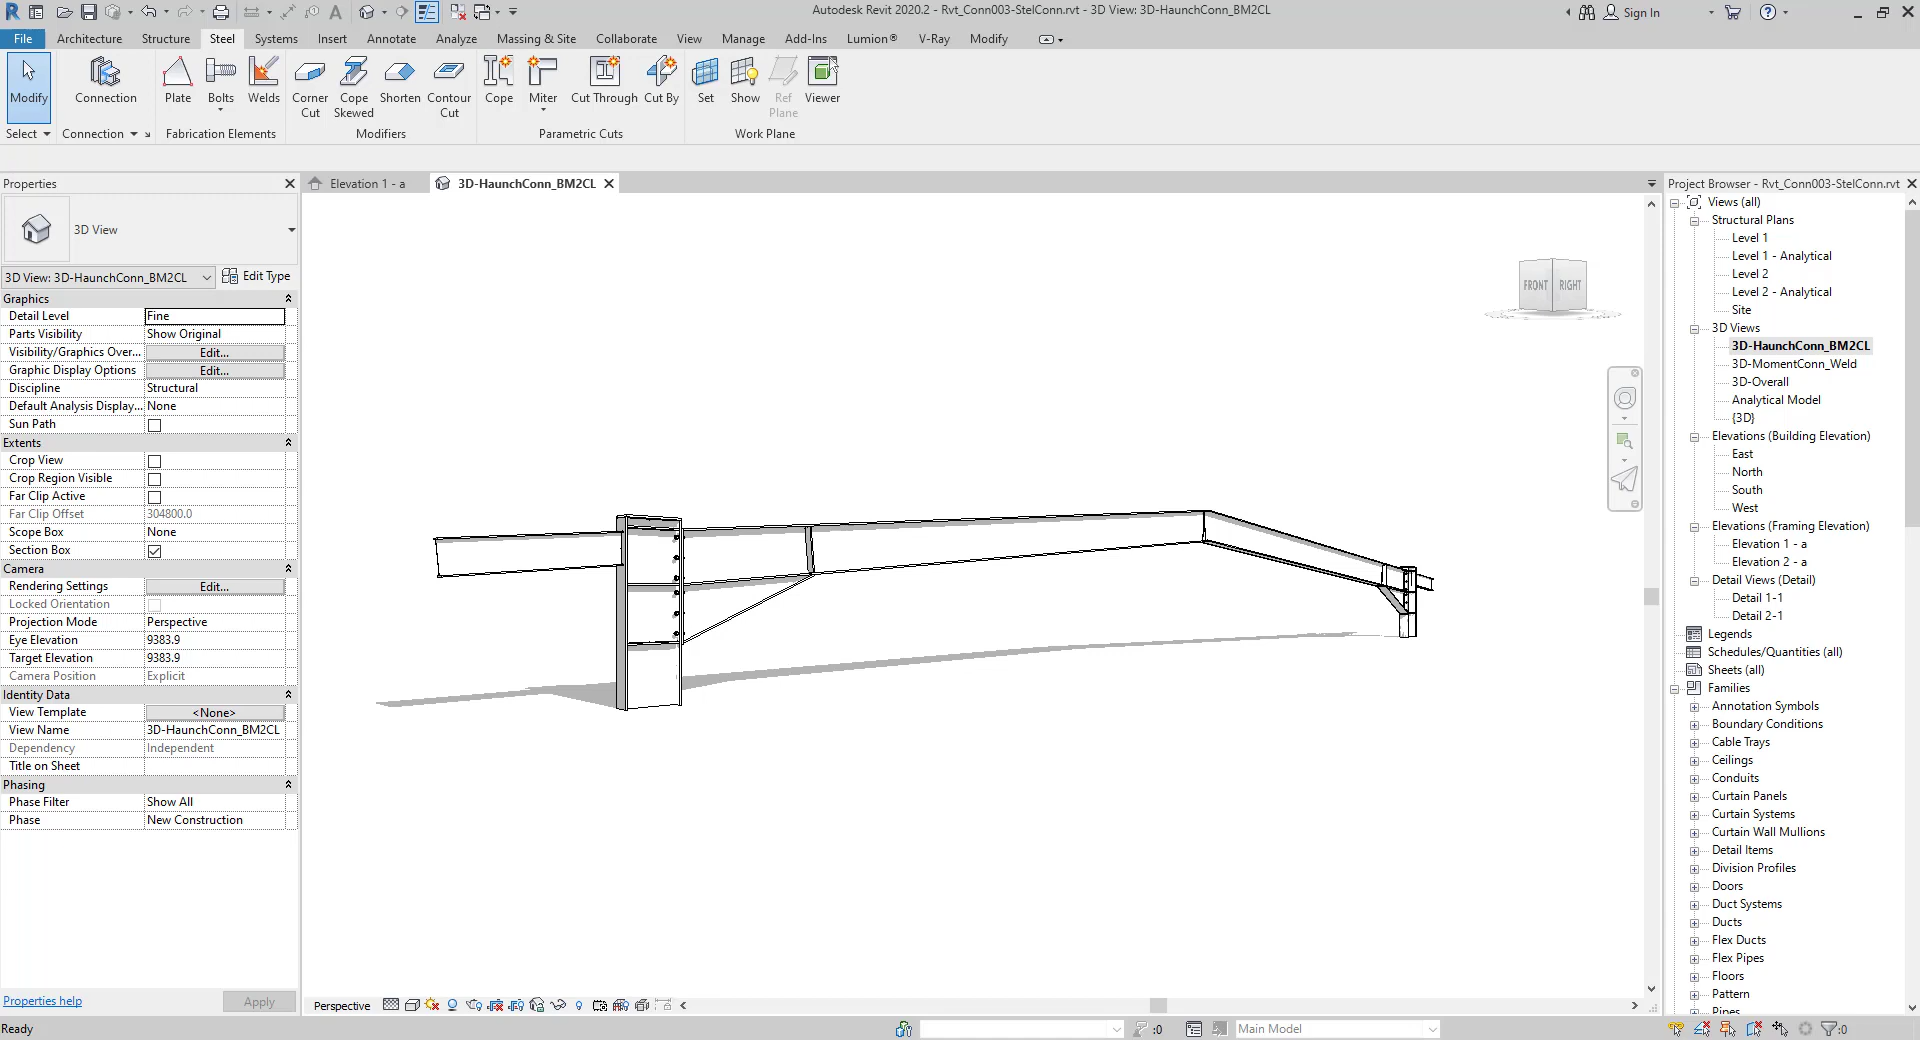 Autodesk Revit 2020.2 - Rvt_Conn003-StelConn.rvt - 3D View: 3D-HaunchConn_BM2CL
Sign In
File Architecture Structure Steel Systems Insert Annotate Analyze Massing & Site Collaborate View Manage Add-Ins Lumion® V-Ray Modify
Modify
Connection
Plate
Bolts
Welds
Corner Cut
Cope Skewed
Shorten
Contour Cut
Cope
Miter
Cut Through
Cut By
Set
Show
Ref Plane
Viewer
Select
Connection
Fabrication Elements
Modifiers
Parametric Cuts
Work Plane
Properties
3D View
3D View: 3D-HaunchConn_BM2CL
Edit Type
Graphics
Detail Level Fine
Parts Visibility Show Original
Visibility/Graphics Over... Edit...
Graphic Display Options Edit...
Discipline Structural
Default Analysis Display... None
Sun Path
Extents
Crop View
Crop Region Visible
Far Clip Active
Far Clip Offset 304800.0
Scope Box None
Section Box
Camera
Rendering Settings Edit...
Locked Orientation
Projection Mode Perspective
Eye Elevation 9383.9
Target Elevation 9383.9
Camera Position Explicit
Identity Data
View Template <None>
View Name 3D-HaunchConn_BM2CL
Dependency Independent
Title on Sheet
Phasing
Phase Filter Show All
Phase New Construction
Properties help
Apply
Elevation 1 - a
3D-HaunchConn_BM2CL
FRONT
RIGHT
Perspective
Project Browser - Rvt_Conn003-StelConn.rvt
Views (all)
Structural Plans
Level 1
Level 1 - Analytical
Level 2
Level 2 - Analytical
Site
3D Views
3D-HaunchConn_BM2CL
3D-MomentConn_Weld
3D-Overall
Analytical Model
{3D}
Elevations (Building Elevation)
East
North
South
West
Elevations (Framing Elevation)
Elevation 1 - a
Elevation 2 - a
Detail Views (Detail)
Detail 1-1
Detail 2-1
Legends
Schedules/Quantities (all)
Sheets (all)
Families
Annotation Symbols
Boundary Conditions
Cable Trays
Ceilings
Conduits
Curtain Panels
Curtain Systems
Curtain Wall Mullions
Detail Items
Division Profiles
Doors
Duct Systems
Ducts
Flex Ducts
Flex Pipes
Floors
Pattern
Pipes
Ready
:0
Main Model
:0